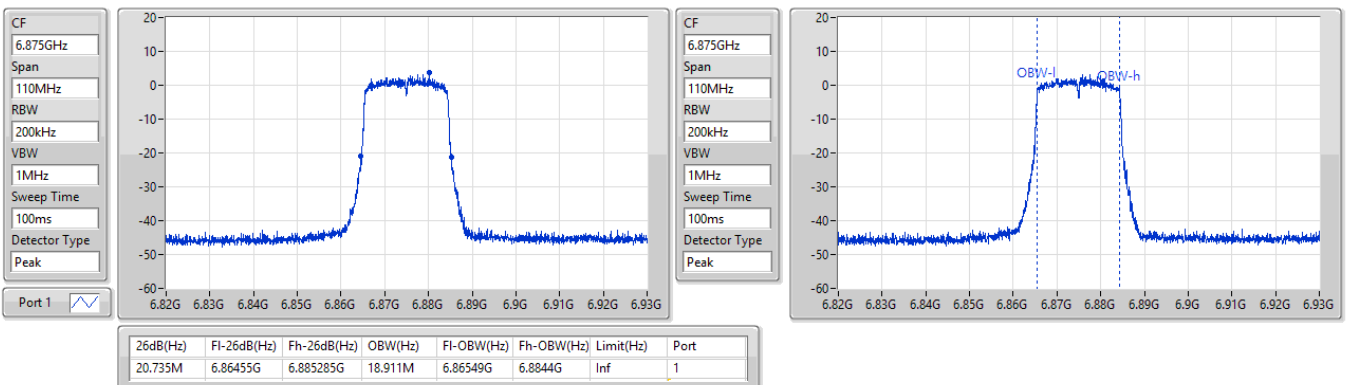 CF
6.875GHz
Span
110MHz
RBW
200kHz
VBW
1MHz
Sweep Time
100ms
Detector Type
Peak
Port 1
20
10
0
-10
-20
-30
-40
-50
-60
6.82G 6.83G 6.84G 6.85G 6.86G 6.87G 6.88G 6.89G 6.9G 6.91G 6.92G 6.93G
CF
6.875GHz
Span
110MHz
RBW
200kHz
VBW
1MHz
Sweep Time
100ms
Detector Type
Peak
20
10
0
-10
-20
-30
-40
-50
-60
OBW-l OBW-h
6.82G 6.83G 6.84G 6.85G 6.86G 6.87G 6.88G 6.89G 6.9G 6.91G 6.92G 6.93G
26dB(Hz) Fl-26dB(Hz) Fh-26dB(Hz) OBW(Hz) Fl-OBW(Hz) Fh-OBW(Hz) Limit(Hz) Port
20.735M 6.86455G 6.885285G 18.911M 6.86549G 6.8844G Inf 1